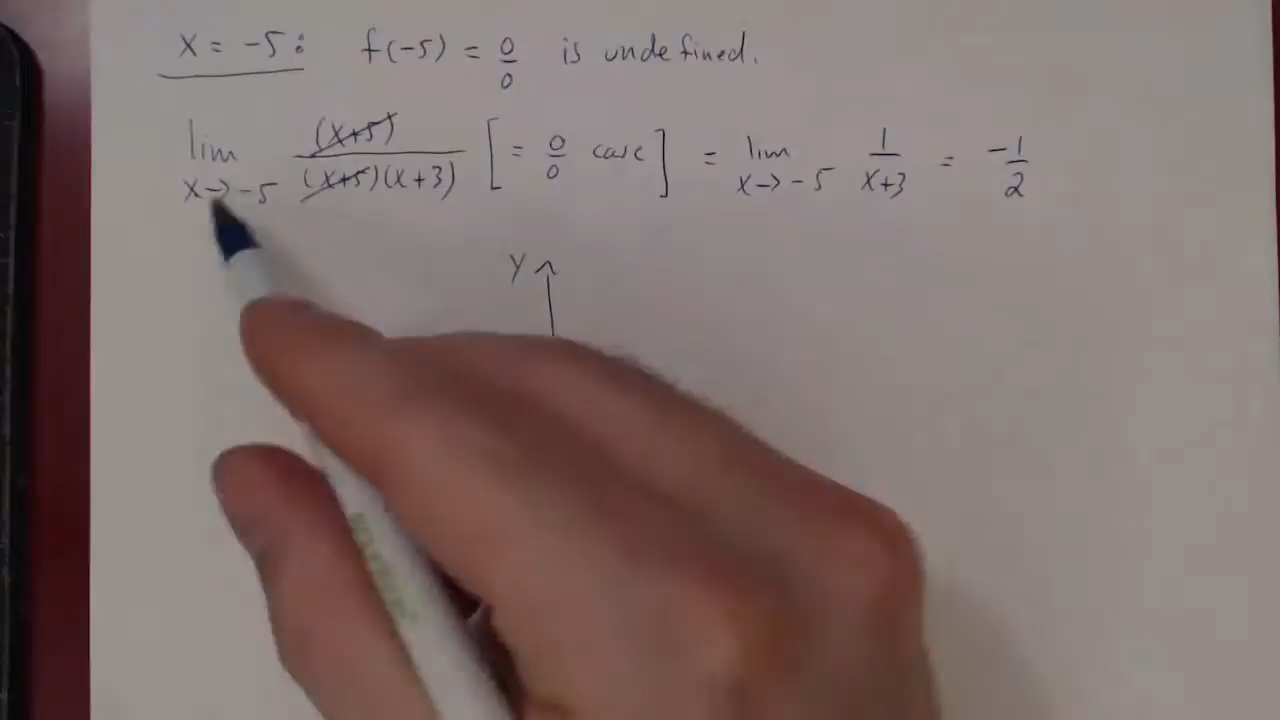 x = -5: f(-5) = 0/0 is undefined.
lim x→-5 (x+5)/((x+5)(x+3)) [= 0/0 case] = lim x→-5 1/(x+3) = -1/2
y